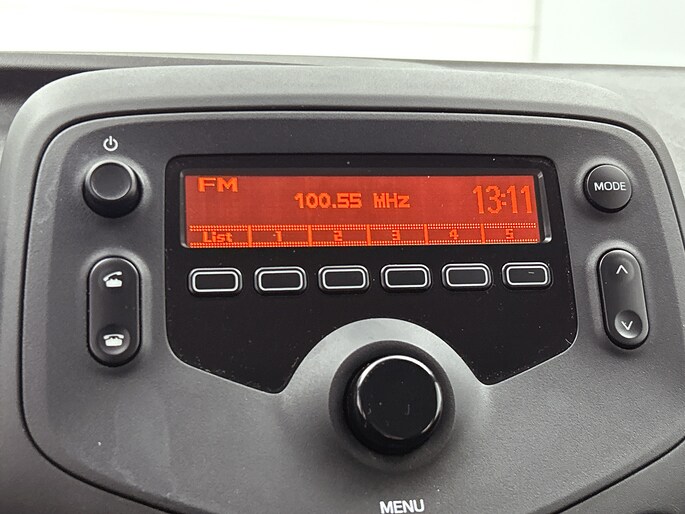 FM
100.55 MHz
13:11
MODE
List 1 2 3 4 5
MENU